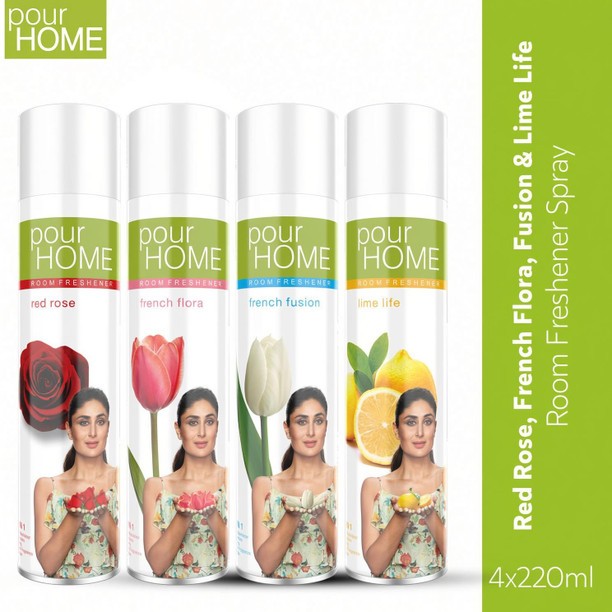 pour
HOME
pour
HOME
ROOM FRESHENER
red rose
pour
HOME
ROOM FRESHENER
french flora
pour
HOME
ROOM FRESHENER
french fusion
pour
HOME
ROOM FRESHENER
lime life
Red Rose, French Flora, Fusion & Lime Life
Room Freshener Spray
4x220ml